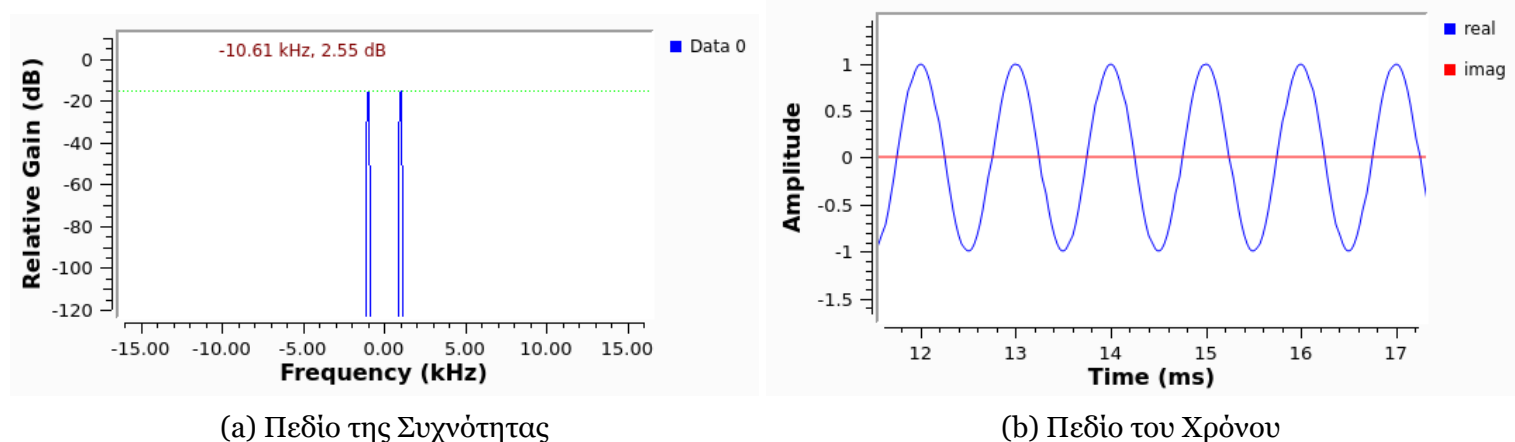 -10.61 kHz, 2.55 dB
Data 0
Relative Gain (dB)
0
-20
-40
-60
-80
-100
-120
-15.00 -10.00 -5.00 0.00 5.00 10.00 15.00
Frequency (kHz)
(a) Πεδίο της Συχνότητας
real
imag
Amplitude
1
0.5
0
-0.5
-1
-1.5
12 13 14 15 16 17
Time (ms)
(b) Πεδίο του Χρόνου